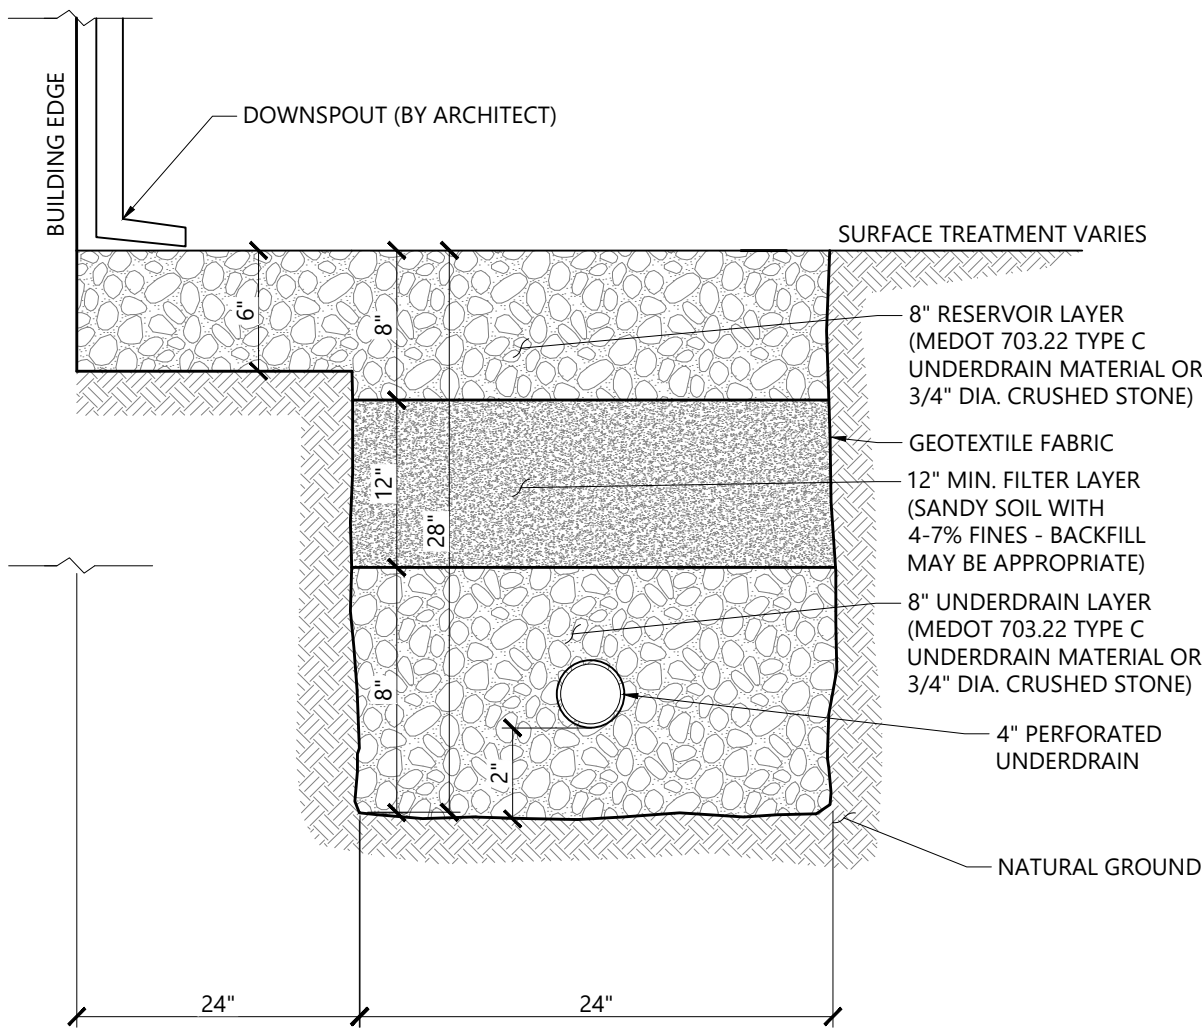 BUILDING EDGE
DOWNSPOUT (BY ARCHITECT)
SURFACE TREATMENT VARIES
6"
8"
8" RESERVOIR LAYER
(MEDOT 703.22 TYPE C
UNDERDRAIN MATERIAL OR
3/4" DIA. CRUSHED STONE)
GEOTEXTILE FABRIC
12"
28"
12" MIN. FILTER LAYER
(SANDY SOIL WITH
4-7% FINES - BACKFILL
MAY BE APPROPRIATE)
8" UNDERDRAIN LAYER
(MEDOT 703.22 TYPE C
UNDERDRAIN MATERIAL OR
3/4" DIA. CRUSHED STONE)
8"
2"
4" PERFORATED
UNDERDRAIN
NATURAL GROUND
24"
24"